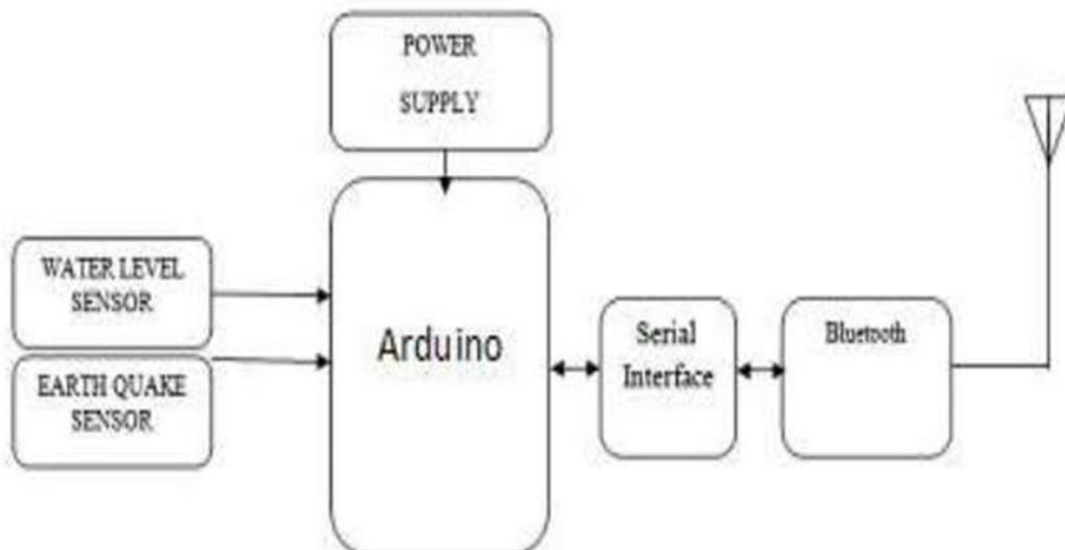 POWER
SUPPLY
WATER LEVEL
SENSOR
EARTH QUAKE
SENSOR
Arduino
Serial
Interface
Bluetooth